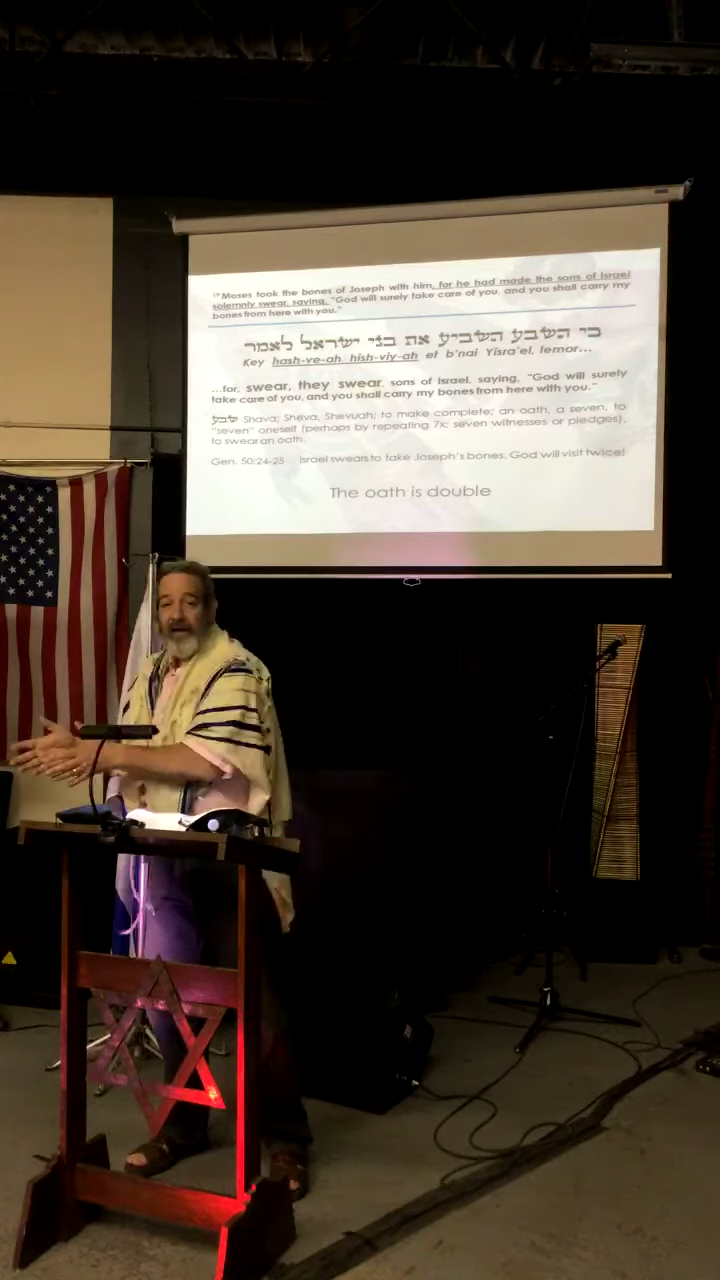 ¹⁹ Moses took the bones of Joseph with him, for he had made the sons of Israel
solemnly swear, saying, "God will surely take care of you, and you shall carry my
bones from here with you."
כי השבע השביע את בני ישראל לאמר
Key hash-ve-ah hish-viy-ah et b'nai Yisra'el, lemor...
...for, swear, they swear, sons of Israel, saying, "God will surely
take care of you, and you shall carry my bones from here with you."
שבע Shava; Sheva, Shevuah; to make complete; an oath, a seven, to
"seven" oneself (perhaps by repeating 7x; seven witnesses or pledges),
to swear an oath.
Gen. 50:24-25 Israel swears to take Joseph's bones. God will visit twice!
The oath is double